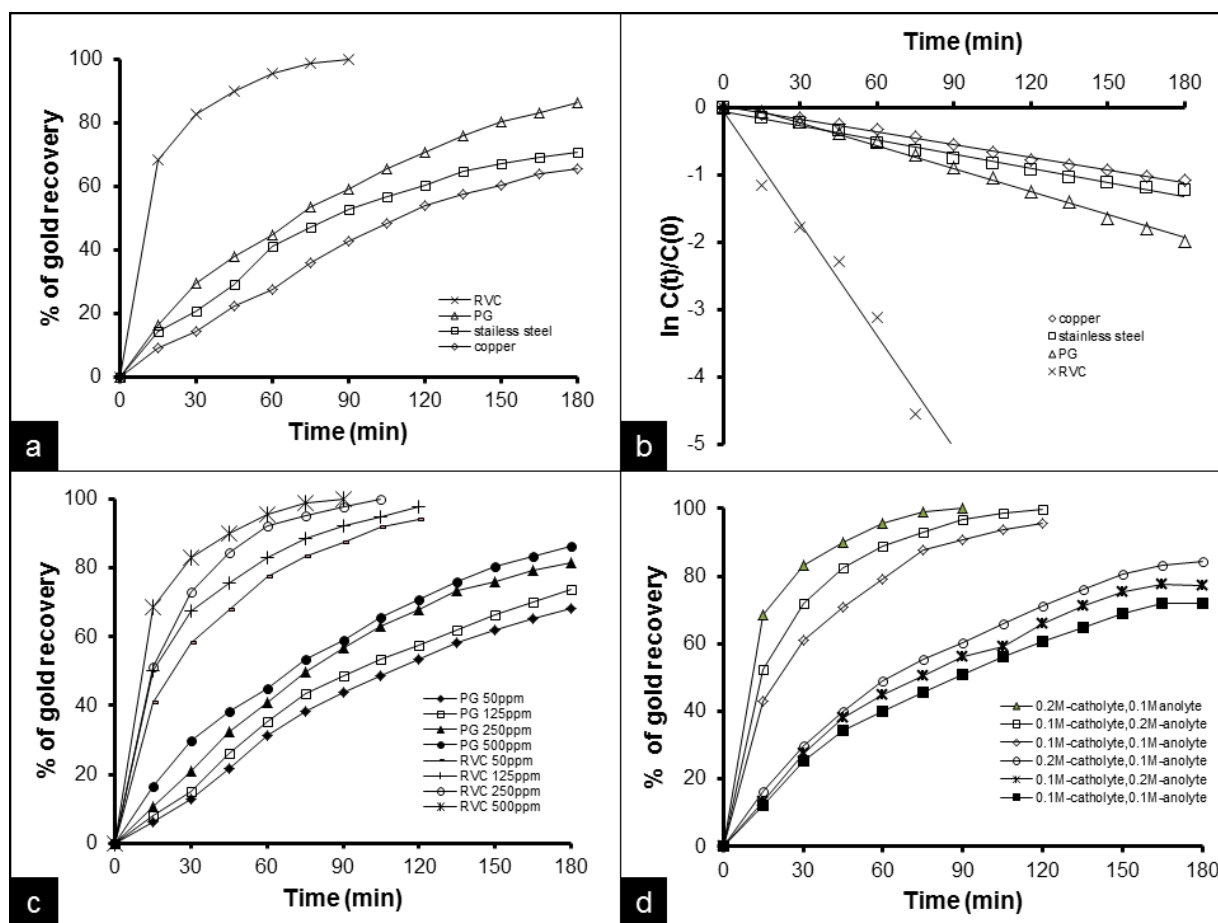 % of gold recovery
100
80
60
40
20
0
RVC
PG
stailess steel
copper
0 30 60 90 120 150 180
Time (min)
a
Time (min)
0 30 60 90 120 150 180
ln C(t)/C(0)
0
-1
-2
-3
-4
-5
copper
stainless steel
PG
RVC
b
% of gold recovery
100
80
60
40
20
0
PG 50ppm
PG 125ppm
PG 250ppm
PG 500ppm
RVC 50ppm
RVC 125ppm
RVC 250ppm
RVC 500ppm
0 30 60 90 120 150 180
Time (min)
c
% of gold recovery
100
80
60
40
20
0
0.2M-catholyte,0.1Manolyte
0.1M-catholyte,0.2M-anolyte
0.1M-catholyte,0.1M-anolyte
0.2M-catholyte,0.1M-anolyte
0.1M-catholyte,0.2M-anolyte
0.1M-catholyte,0.1M-anolyte
0 30 60 90 120 150 180
Time (min)
d